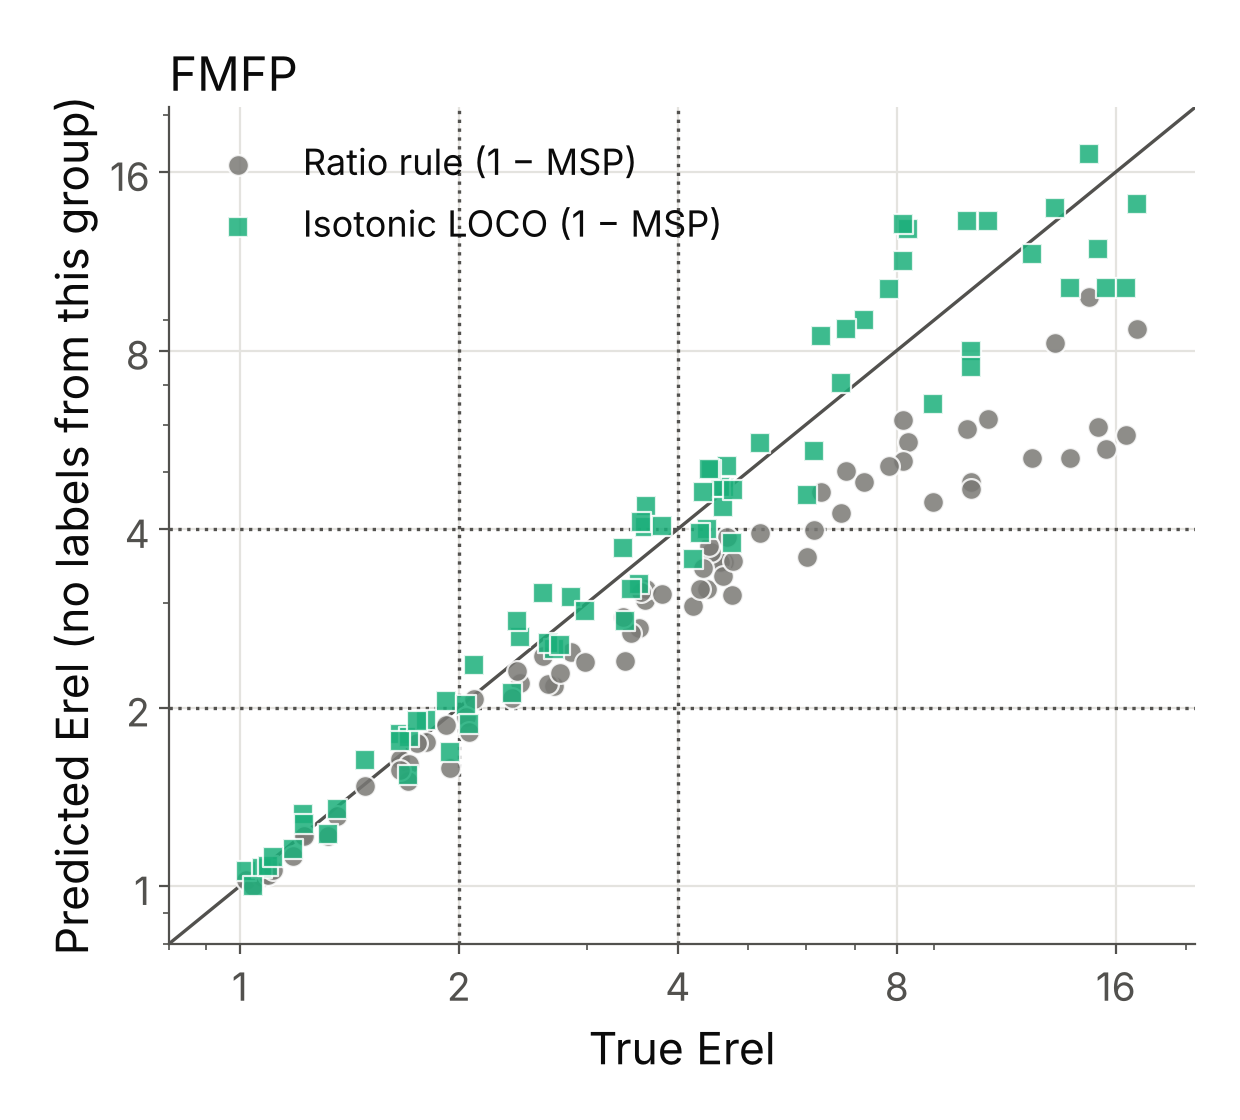 FMFP
Ratio rule (1 − MSP)
Isotonic LOCO (1 − MSP)
Predicted Erel (no labels from this group)
16
8
4
2
1
1
2
4
8
16
True Erel